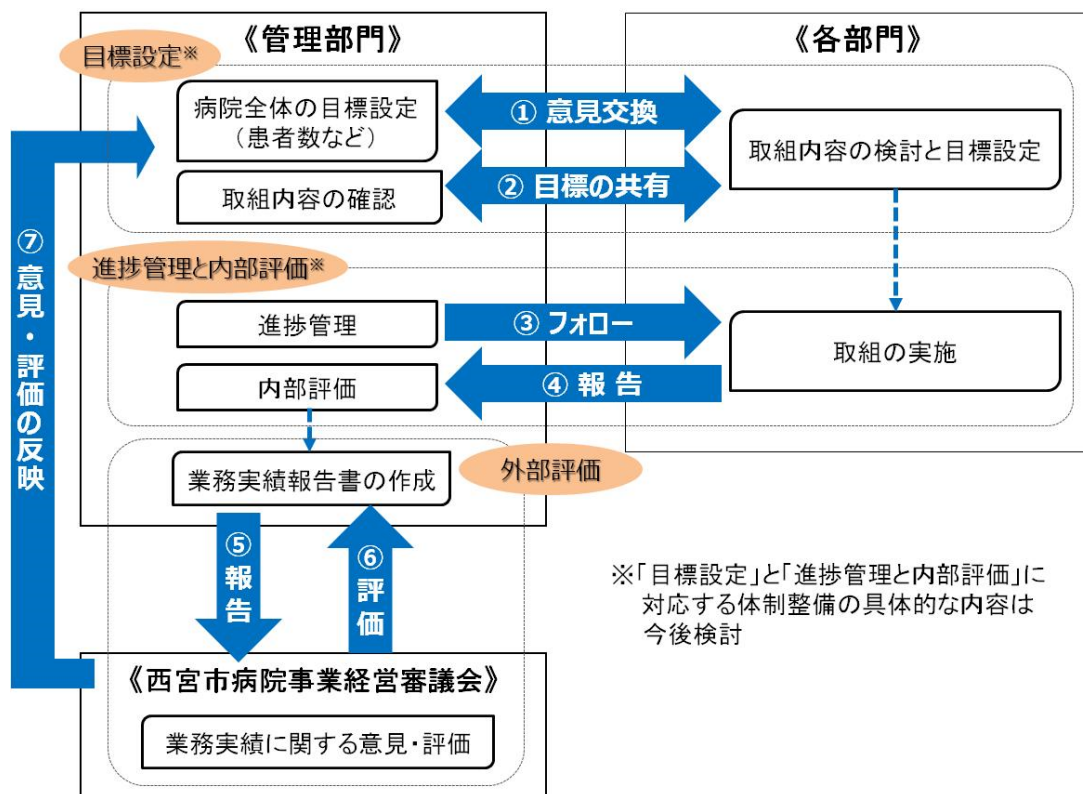 《管理部門》
《各部門》
目標設定※
病院全体の目標設定
（患者数など）
① 意見交換
取組内容の検討と目標設定
取組内容の確認
② 目標の共有
進捗管理と内部評価※
進捗管理
③ フォロー
取組の実施
内部評価
④ 報 告
業務実績報告書の作成
外部評価
⑤報告
⑥評価
⑦意見・評価の反映
※「目標設定」と「進捗管理と内部評価」に
対応する体制整備の具体的な内容は
今後検討
《西宮市病院事業経営審議会》
業務実績に関する意見・評価